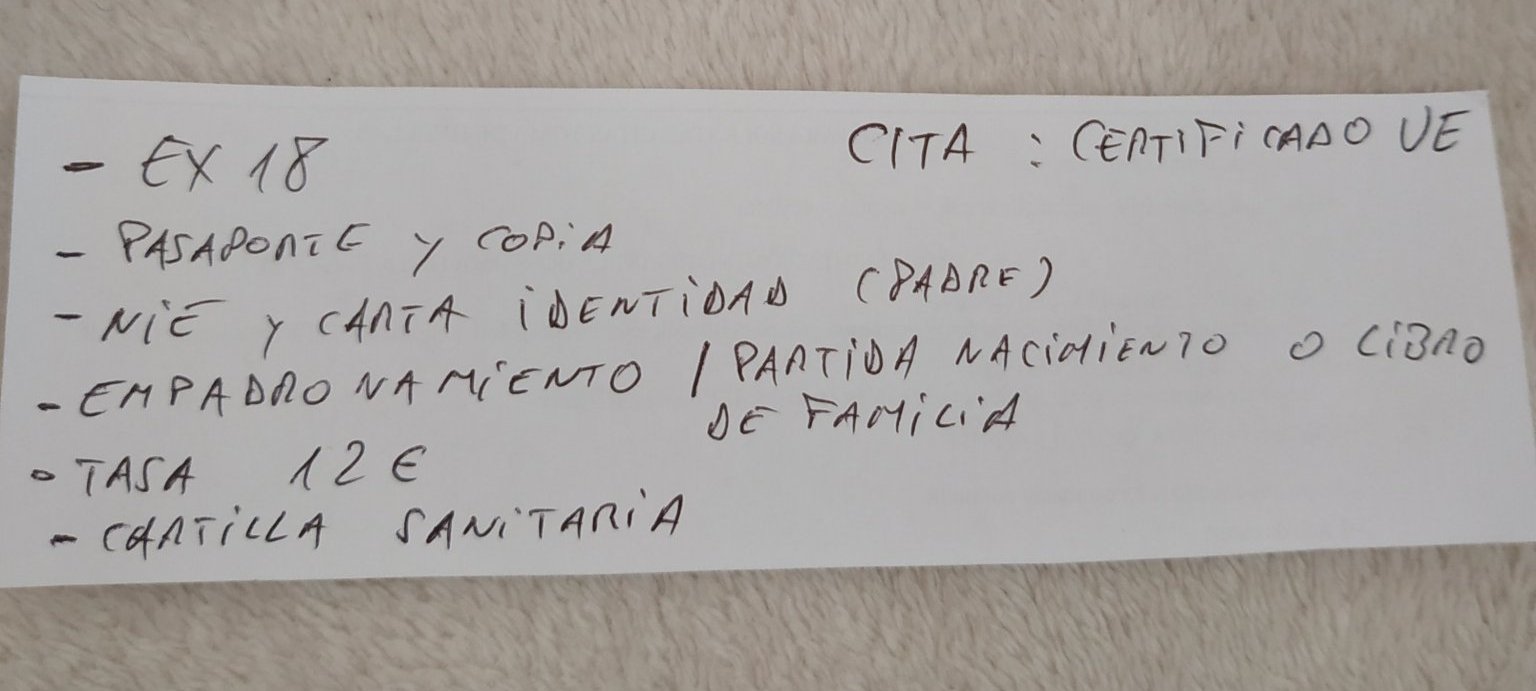 CITA : CERTIFICADO UE
- EX 18
- PASAPORTE Y COPIA
- NIE Y CARTA IDENTIDAD (PADRE)
- EMPADRONAMIENTO / PARTIDA NACIMIENTO O LIBRO
DE FAMILIA
- TASA 12 €
- CARTILLA SANITARIA